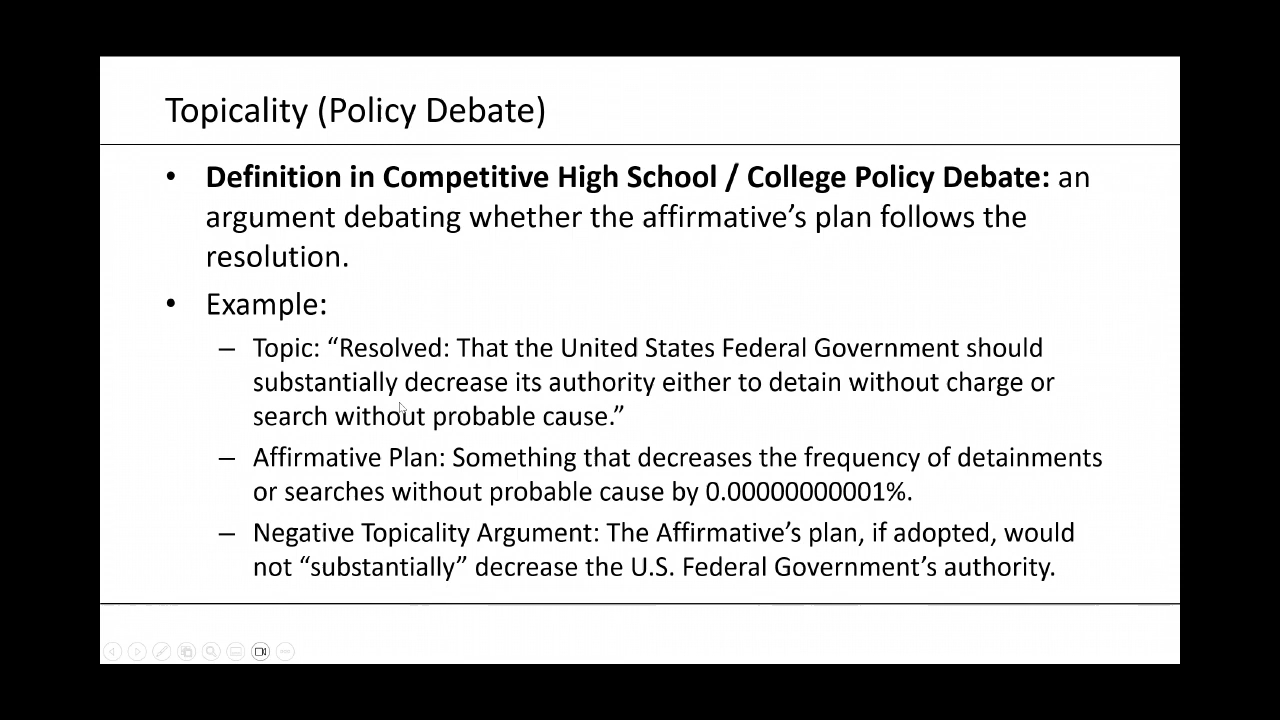 Topicality (Policy Debate)
• Definition in Competitive High School / College Policy Debate: an
argument debating whether the affirmative’s plan follows the
resolution.
• Example:
– Topic: “Resolved: That the United States Federal Government should
substantially decrease its authority either to detain without charge or
search without probable cause.”
– Affirmative Plan: Something that decreases the frequency of detainments
or searches without probable cause by 0.00000000001%.
– Negative Topicality Argument: The Affirmative’s plan, if adopted, would
not “substantially” decrease the U.S. Federal Government’s authority.